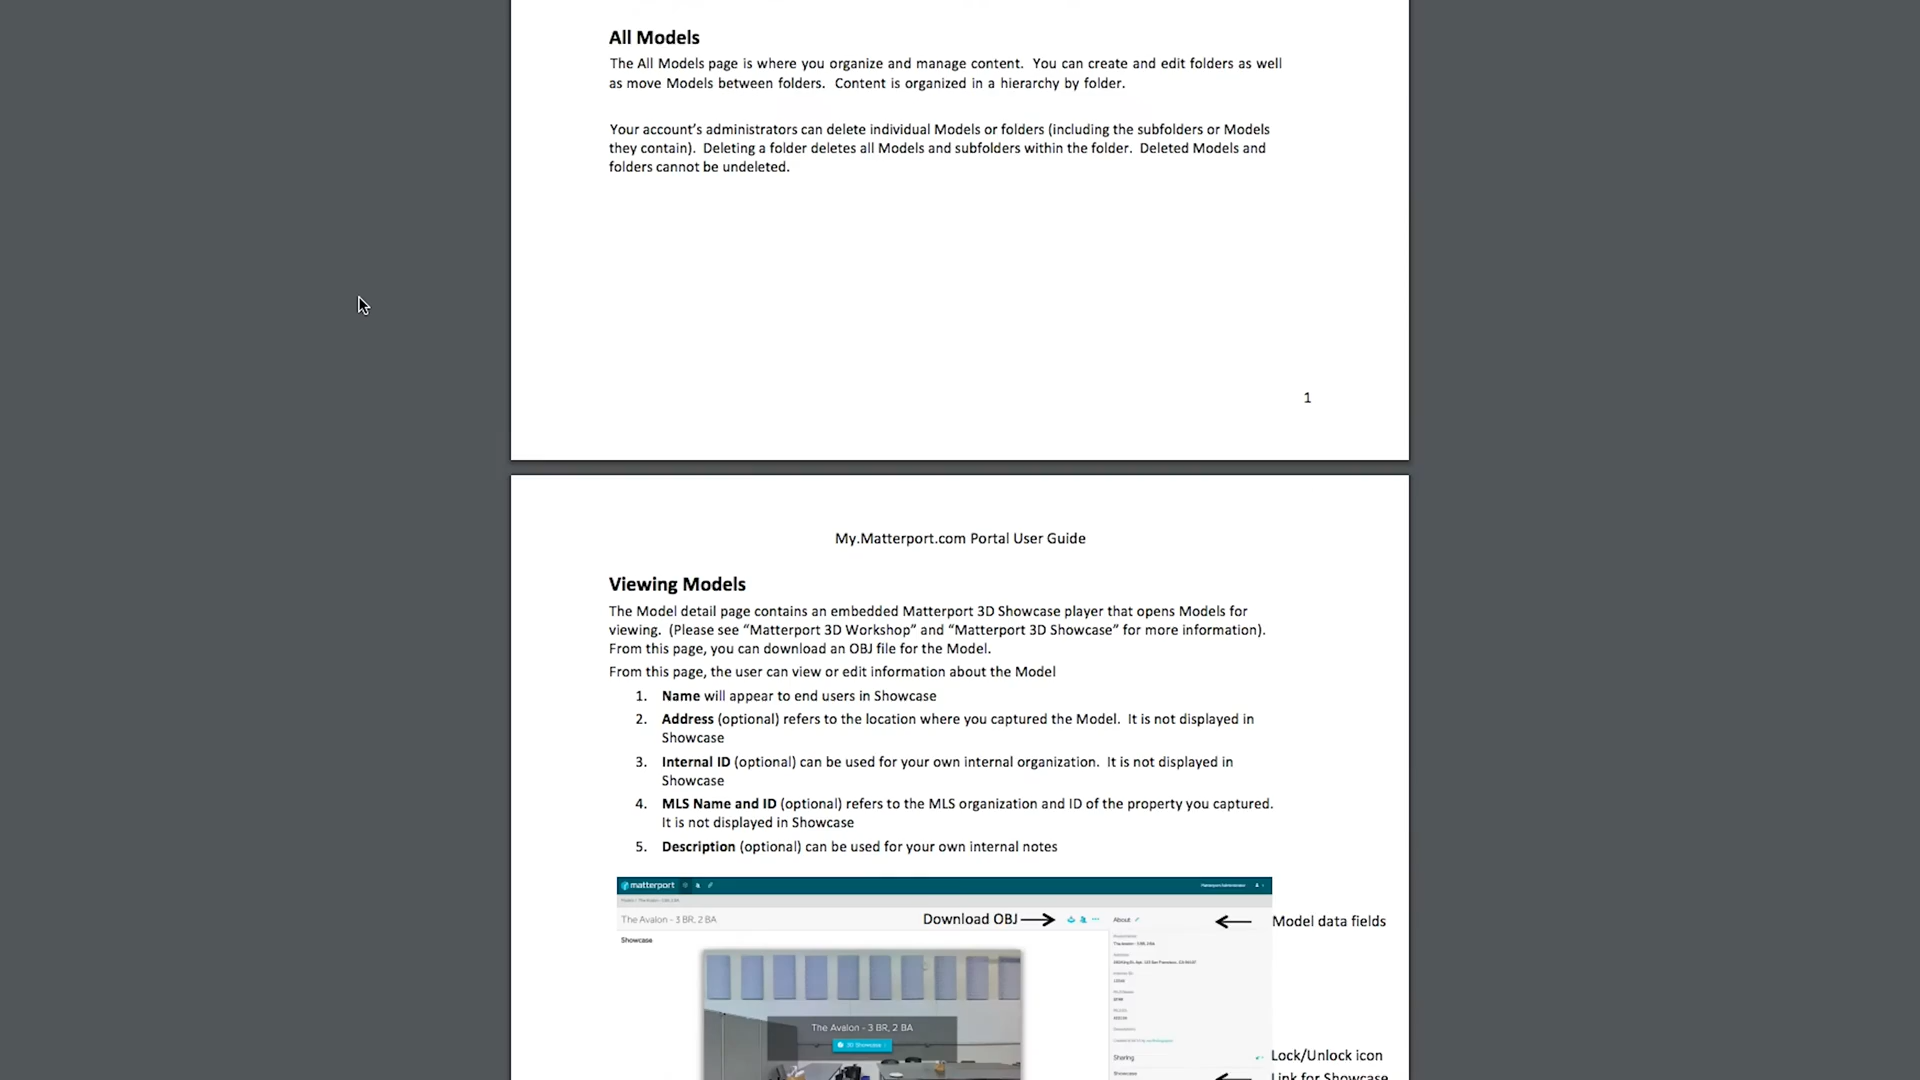 All Models
The All Models page is where you organize and manage content. You can create and edit folders as well
as move Models between folders. Content is organized in a hierarchy by folder.
Your account’s administrators can delete individual Models or folders (including the subfolders or Models
they contain). Deleting a folder deletes all Models and subfolders within the folder. Deleted Models and
folders cannot be undeleted.
1
My.Matterport.com Portal User Guide
Viewing Models
The Model detail page contains an embedded Matterport 3D Showcase player that opens Models for
viewing. (Please see “Matterport 3D Workshop” and “Matterport 3D Showcase” for more information).
From this page, you can download an OBJ file for the Model.
From this page, the user can view or edit information about the Model
1. Name will appear to end users in Showcase
2. Address (optional) refers to the location where you captured the Model. It is not displayed in
Showcase
3. Internal ID (optional) can be used for your own internal organization. It is not displayed in
Showcase
4. MLS Name and ID (optional) refers to the MLS organization and ID of the property you captured.
It is not displayed in Showcase
5. Description (optional) can be used for your own internal notes
matterport
The Avalon - 3 BR, 2 BA
Download OBJ
About
Model data fields
Showcase
The Avalon - 3 BR, 2 BA
3D Showcase
Sharing
Lock/Unlock icon
Showcase
Link for Showcase